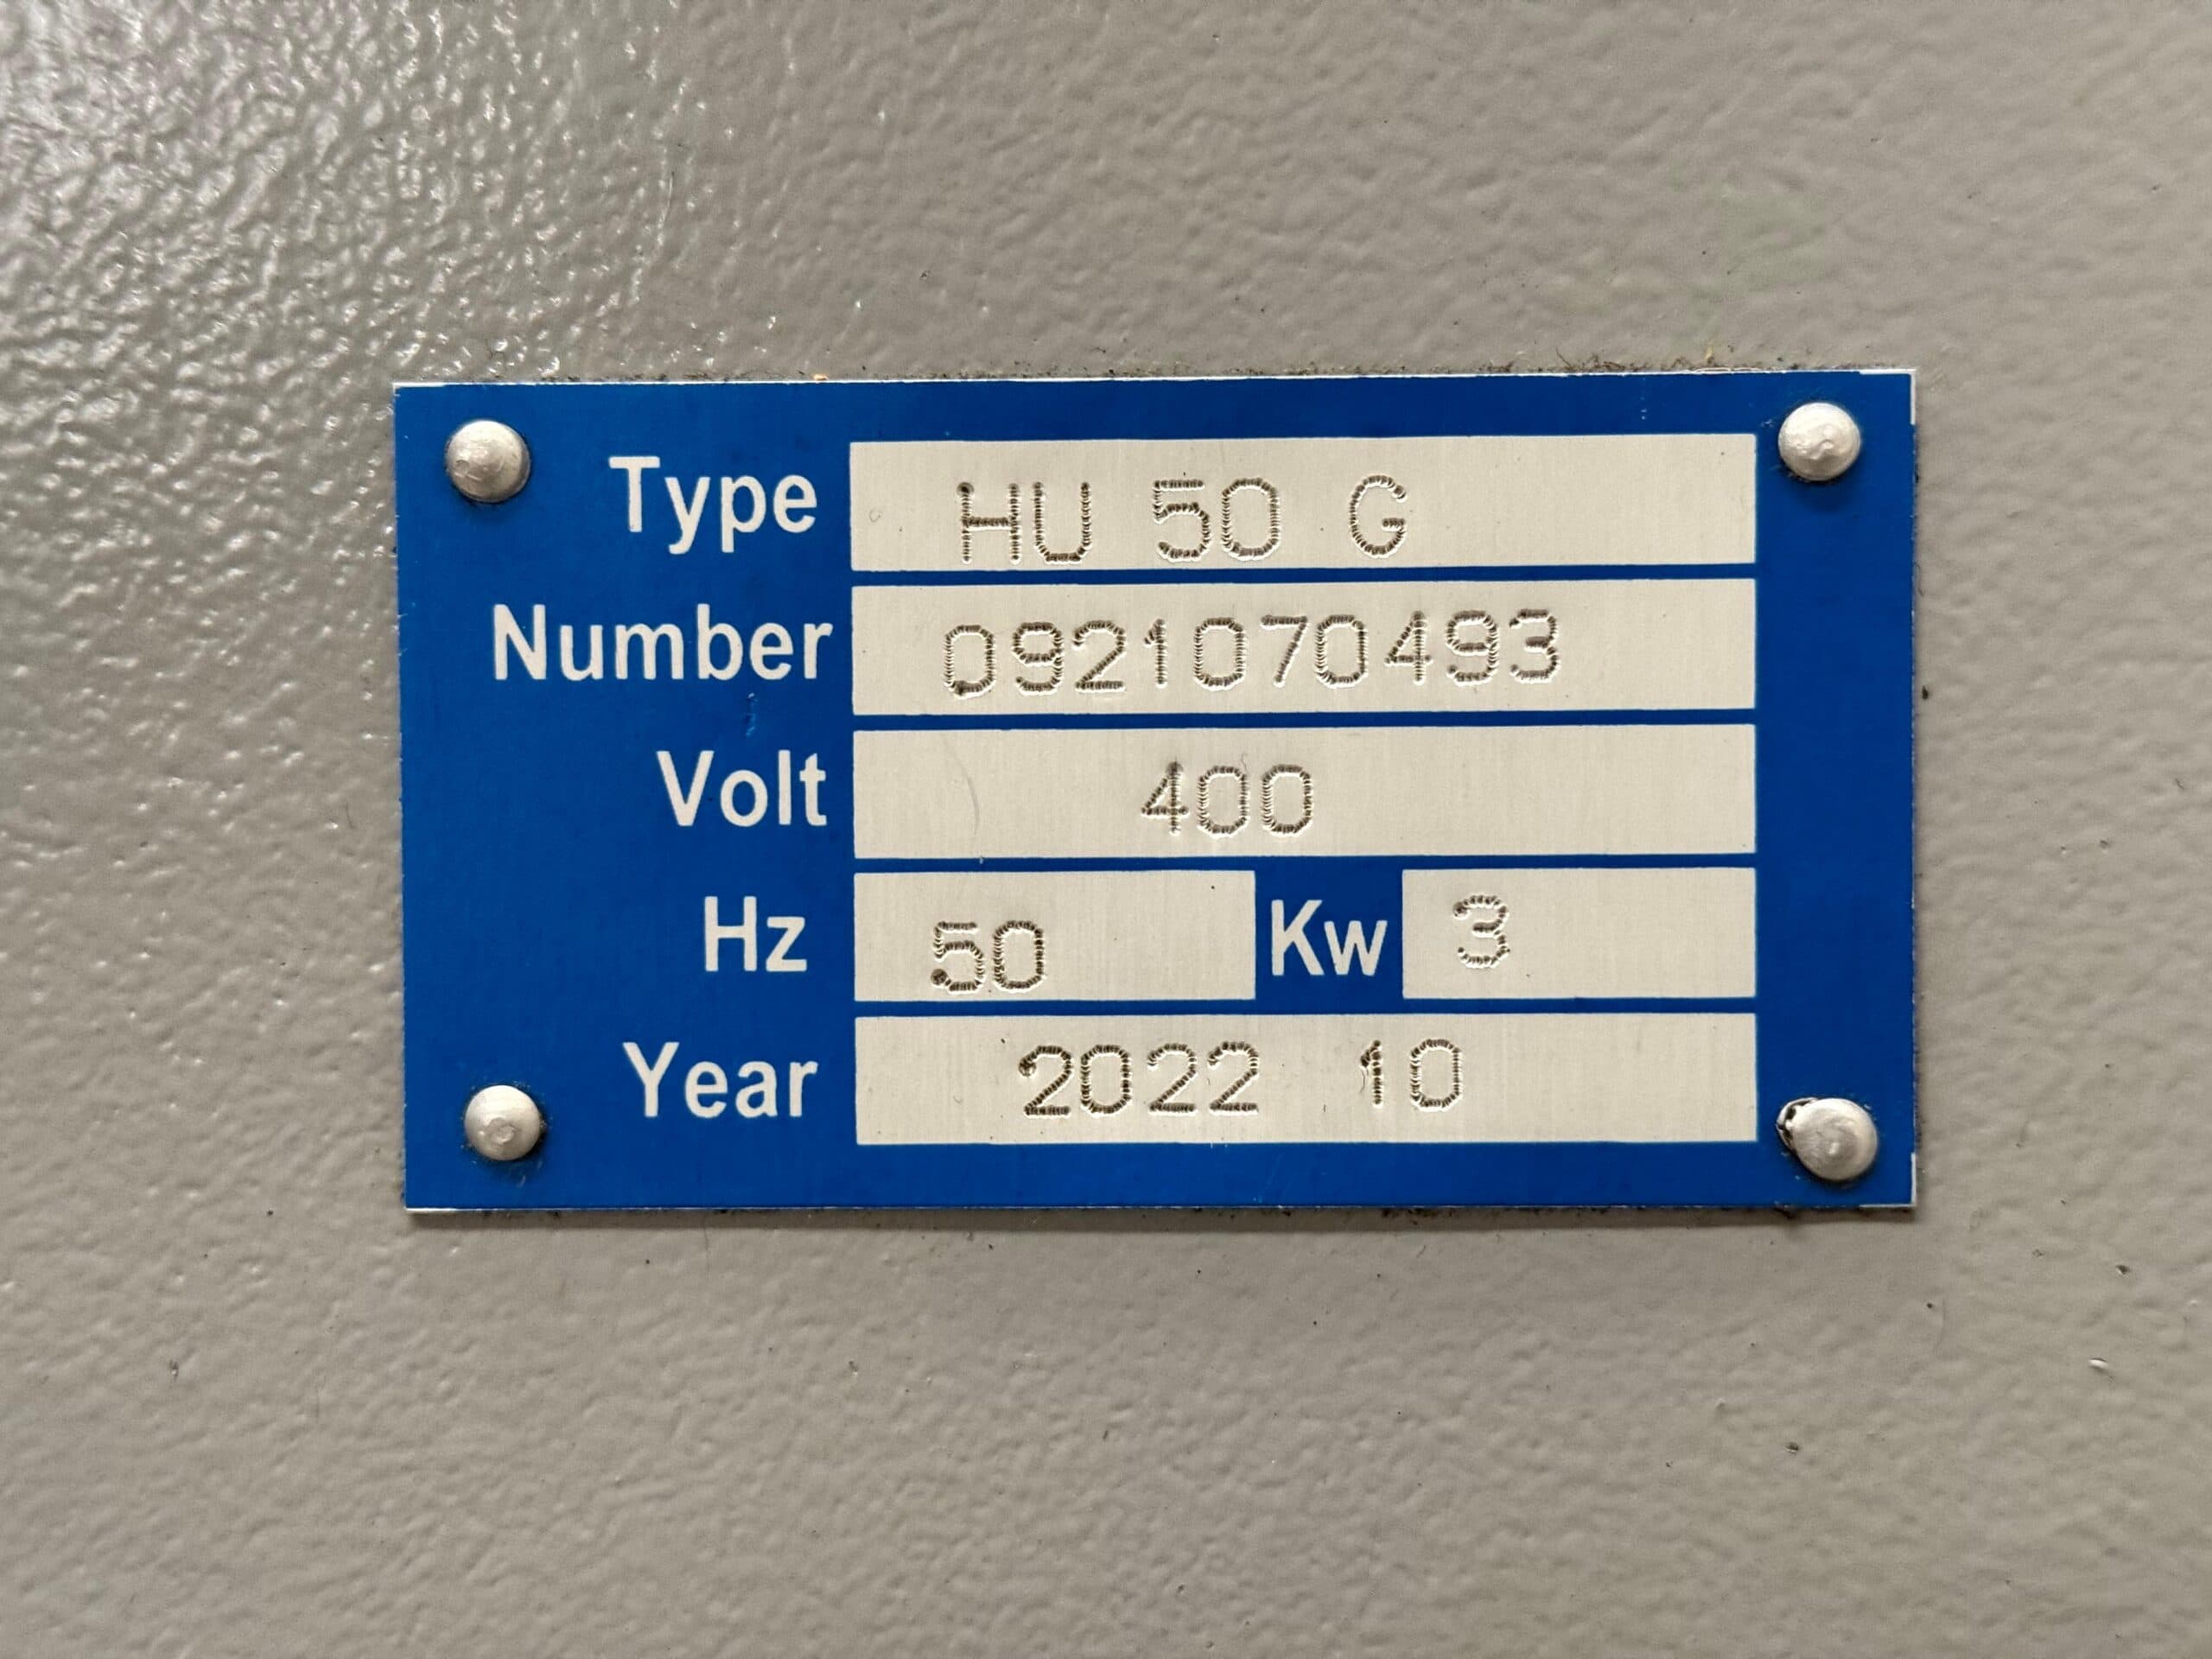 Type HU 50 G
Number 0921070493
Volt 400
Hz 50 Kw 3
Year 2022 10